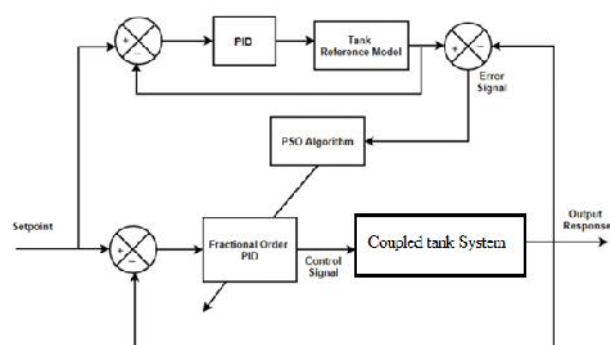 PID
Tank
Reference Model
Error
Signal
PSO Algorithm
Setpoint
Fractional Order
PID
Control
Signal
Coupled tank System
Output
Response